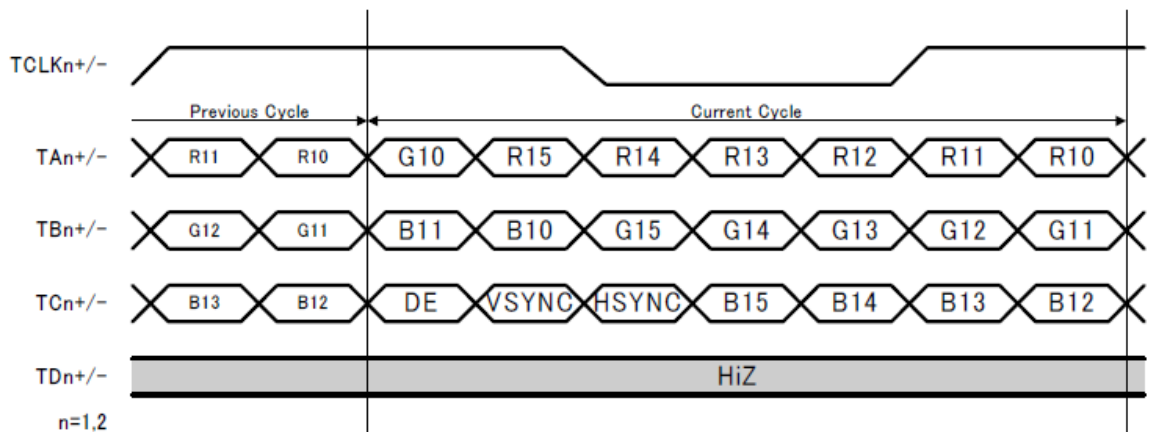 TCLKn+/-
Previous Cycle Current Cycle
TAn+/- R11 R10 G10 R15 R14 R13 R12 R11 R10
TBn+/- G12 G11 B11 B10 G15 G14 G13 G12 G11
TCn+/- B13 B12 DE VSYNC HSYNC B15 B14 B13 B12
TDn+/- HiZ
n=1,2